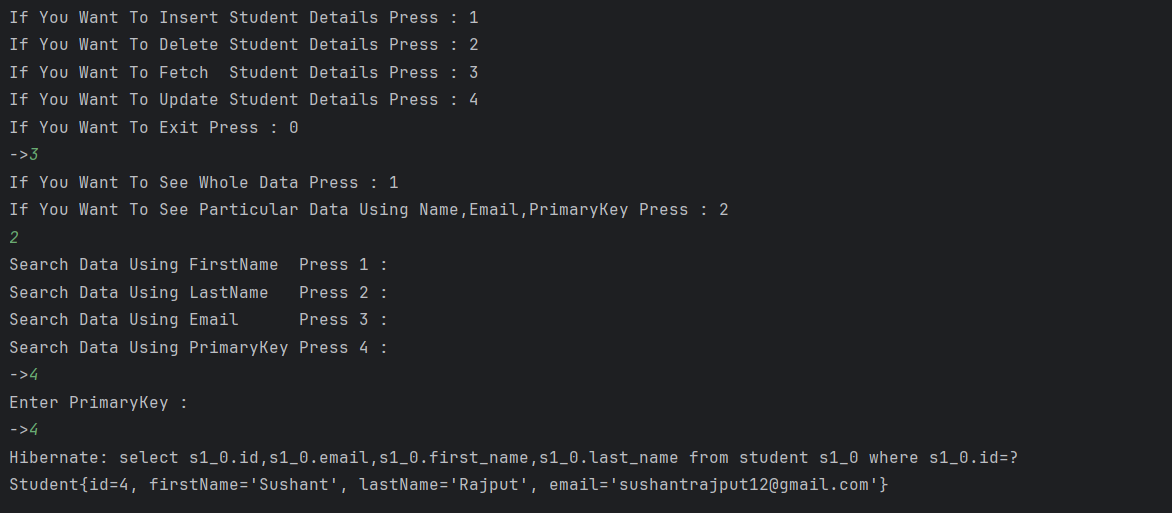 If You Want To Insert Student Details Press : 1
If You Want To Delete Student Details Press : 2
If You Want To Fetch  Student Details Press : 3
If You Want To Update Student Details Press : 4
If You Want To Exit Press : 0
->3
If You Want To See Whole Data Press : 1
If You Want To See Particular Data Using Name,Email,PrimaryKey Press : 2
2
Search Data Using FirstName  Press 1 :
Search Data Using LastName   Press 2 :
Search Data Using Email      Press 3 :
Search Data Using PrimaryKey Press 4 :
->4
Enter PrimaryKey :
->4
Hibernate: select s1_0.id,s1_0.email,s1_0.first_name,s1_0.last_name from student s1_0 where s1_0.id=?
Student{id=4, firstName='Sushant', lastName='Rajput', email='sushantrajput12@gmail.com'}